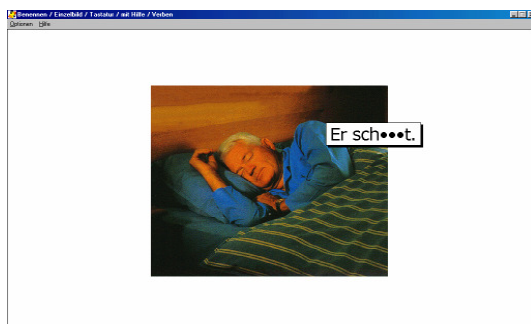 Benennen / Einzelbild / Tastatur / mit Hilfe / Verben
Optionen Hilfe
Er sch●●●t.